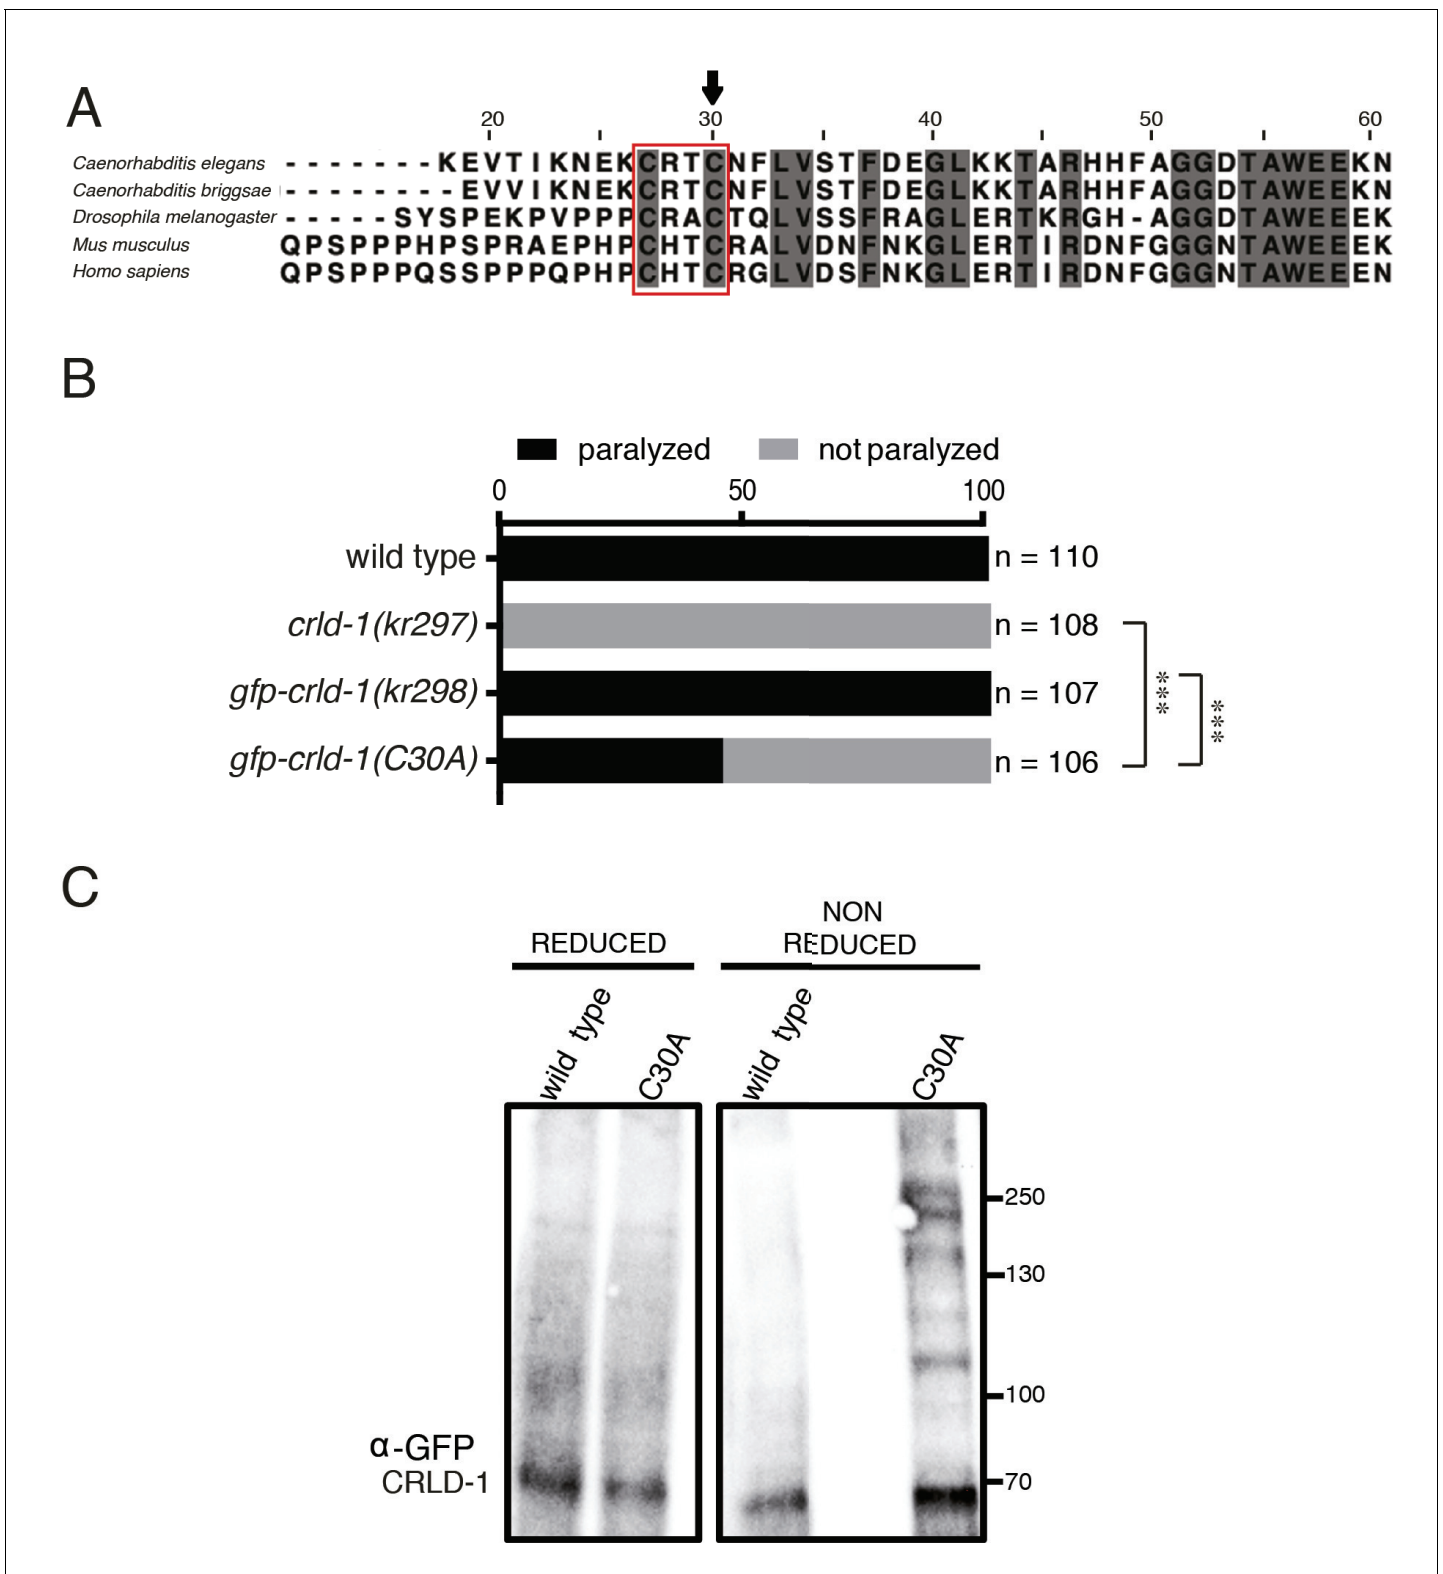 A
20 30 40 50 60
Caenorhabditis elegans - - - - - - - KEVTIKNEKCRTCNFLVSTFDEGLKKTARHHFAGGDTAWEEKN
Caenorhabditis briggsae - - - - - - - - EVVIKNEKCRTCNFLVSTFDEGLKKTARHHFAGGDTAWEEKN
Drosophila melanogaster - - - - - SYSPEKPVPPPCRACTQLVSSFRAGLERTKRGH-AGGDTAWEEEK
Mus musculus QPSPPPHPSPRAEPHPCHTCRALVDNFNKGLERTIRDNFGGGNTAWEEEK
Homo sapiens QPSPPPQSSPPPQPHPCHTCRGLVDSFNKGLERTIRDNFGGGNTAWEEEN
B
paralyzed not paralyzed
0 50 100
wild type n = 110
crld-1(kr297) n = 108
gfp-crld-1(kr298) n = 107
gfp-crld-1(C30A) n = 106
***
***
C
REDUCED
NON
REDUCED
wild type C30A wild type C30A
250
130
100
70
α-GFP
CRLD-1